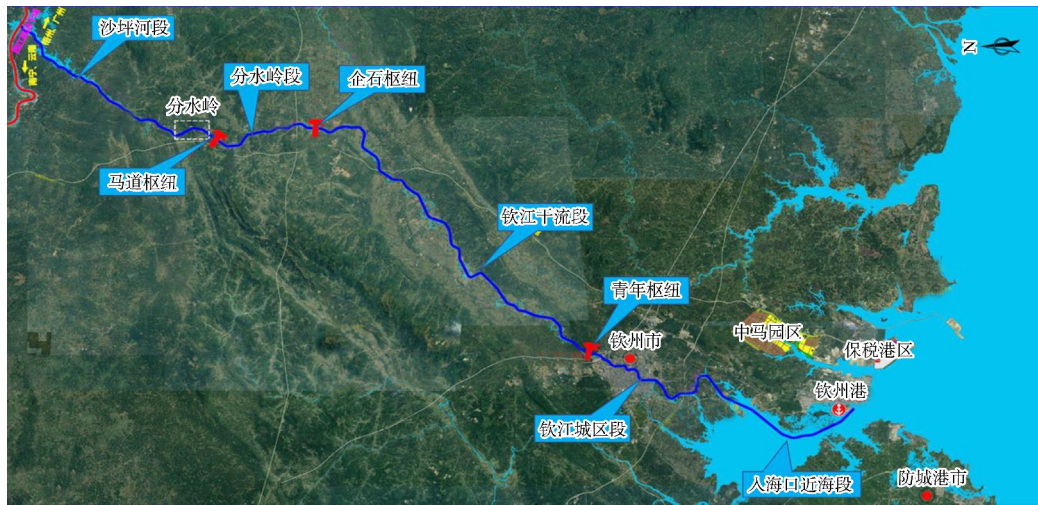 沙坪河段
分水岭
分水岭段
企石枢纽
马道枢纽
钦江干流段
青年枢纽
钦州市
中马园区
保税港区
钦州港
钦江城区段
入海口近海段
防城港市
N